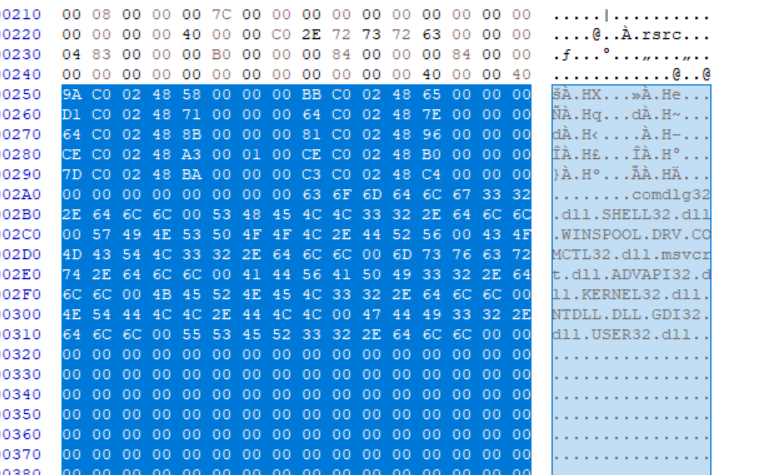 00210 00 08 00 00 00 7C 00 00 00 00 00 00 00 00 00 00 .....|..........
00220 00 00 00 00 40 00 00 C0 2E 72 73 72 63 00 00 00 ....@..À.rsrc...
00230 04 83 00 00 00 B0 00 00 00 84 00 00 00 84 00 00 .ƒ...°...„...„..
00240 00 00 00 00 00 00 00 00 00 00 00 00 40 00 00 40 ............@..@
00250 9A C0 02 48 58 00 00 00 BB C0 02 48 65 00 00 00 šÀ.HX...»À.He...
00260 D1 C0 02 48 71 00 00 00 64 C0 02 48 7E 00 00 00 ÑÀ.Hq...dÀ.H~...
00270 64 C0 02 48 8B 00 00 00 81 C0 02 48 96 00 00 00 dÀ.H‹....À.H–...
00280 CE C0 02 48 A3 00 01 00 CE C0 02 48 B0 00 00 00 ÎÀ.H£...ÎÀ.H°...
00290 7D C0 02 48 BA 00 00 00 C3 C0 02 48 C4 00 00 00 }À.Hº...ÃÀ.HÄ...
002A0 00 00 00 00 00 00 00 00 63 6F 6D 64 6C 67 33 32 ........comdlg32
002B0 2E 64 6C 6C 00 53 48 45 4C 4C 33 32 2E 64 6C 6C .dll.SHELL32.dll
002C0 00 57 49 4E 53 50 4F 4F 4C 2E 44 52 56 00 43 4F .WINSPOOL.DRV.CO
002D0 4D 43 54 4C 33 32 2E 64 6C 6C 00 6D 73 76 63 72 MCTL32.dll.msvcr
002E0 74 2E 64 6C 6C 00 41 44 56 41 50 49 33 32 2E 64 t.dll.ADVAPI32.d
002F0 6C 6C 00 4B 45 52 4E 45 4C 33 32 2E 64 6C 6C 00 ll.KERNEL32.dll.
00300 4E 54 44 4C 4C 2E 44 4C 4C 00 47 44 49 33 32 2E NTDLL.DLL.GDI32.
00310 64 6C 6C 00 55 53 45 52 33 32 2E 64 6C 6C 00 00 dll.USER32.dll..
00320 00 00 00 00 00 00 00 00 00 00 00 00 00 00 00 00 ................
00330 00 00 00 00 00 00 00 00 00 00 00 00 00 00 00 00 ................
00340 00 00 00 00 00 00 00 00 00 00 00 00 00 00 00 00 ................
00350 00 00 00 00 00 00 00 00 00 00 00 00 00 00 00 00 ................
00360 00 00 00 00 00 00 00 00 00 00 00 00 00 00 00 00 ................
00370 00 00 00 00 00 00 00 00 00 00 00 00 00 00 00 00 ................